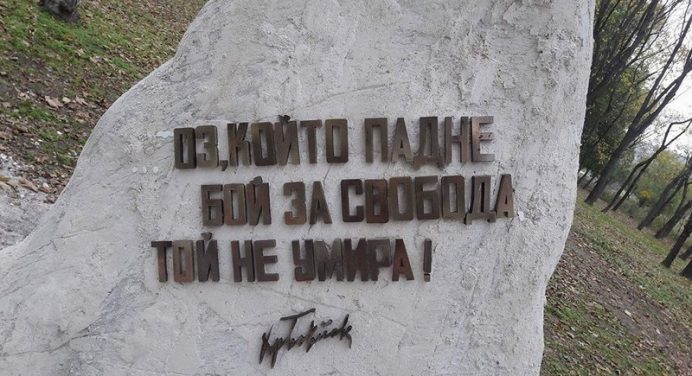 ОЗ, КОЙТО ПАДНЕ
БОЙ ЗА СВОБОДА
ТОЙ НЕ УМИРА!